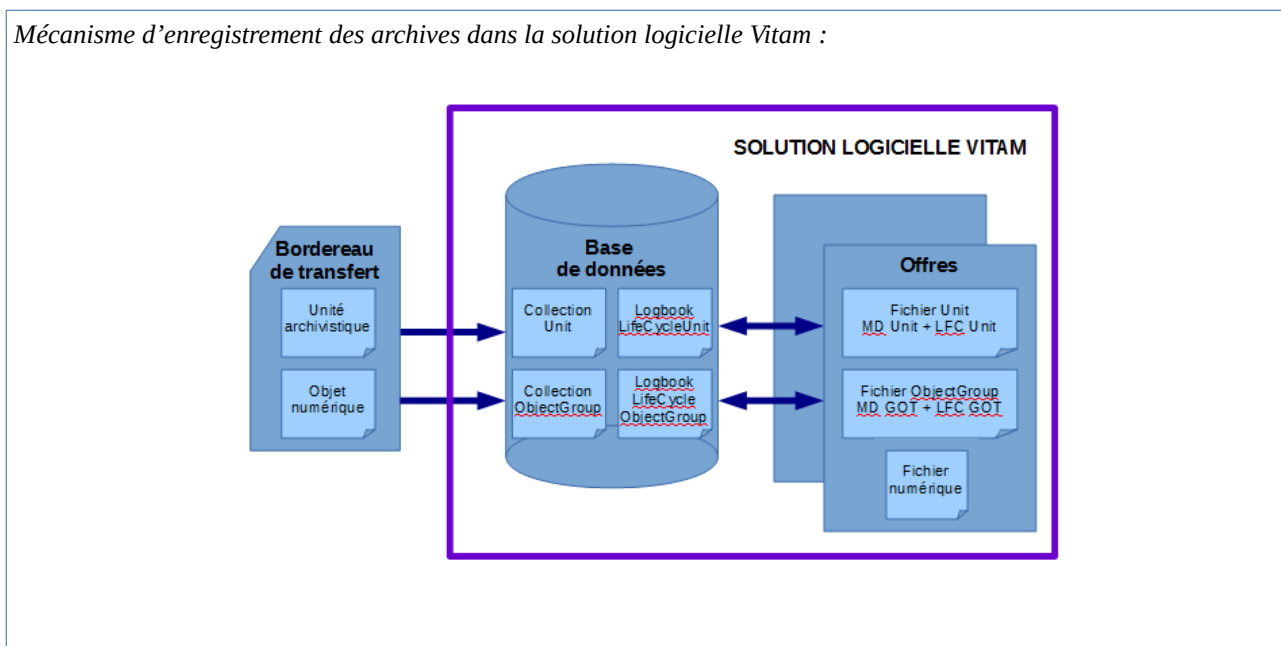 Mécanisme d’enregistrement des archives dans la solution logicielle Vitam :
SOLUTION LOGICIELLE VITAM
Bordereau
de transfert
Unité
archivistique
Objet
numérique
Base
de données
Collection
Unit
Logbook
LifeCycleUnit
Collection
ObjectGroup
Logbook
LifeCycle
ObjectGroup
Offres
Fichier Unit
MD Unit + LFC Unit
Fichier ObjectGroup
MD GOT + LFC GOT
Fichier
numérique